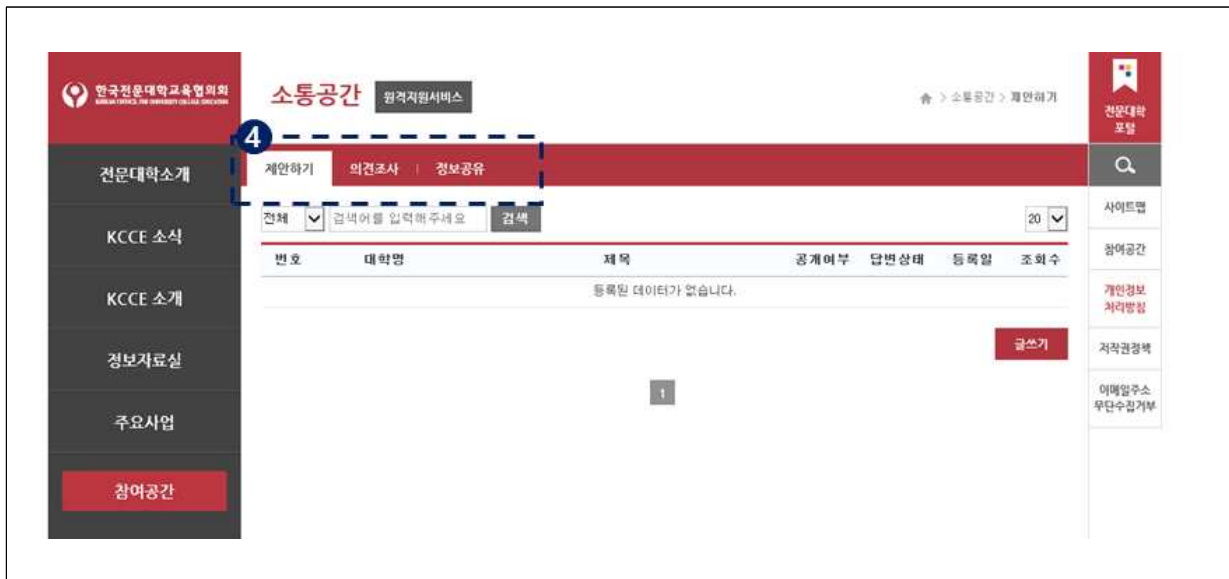 한국전문대학교육협의회
소통공간 원격지원서비스
> 소통공간 > 제안하기
전문대학
포탈
4
제안하기 의견조사 | 정보공유
전체 검색어를 입력해주세요 검색
20
번호 대학명 제목 공개여부 답변상태 등록일 조회수
등록된 데이터가 없습니다.
글쓰기
1
전문대학소개
KCCE 소식
KCCE 소개
정보자료실
주요사업
참여공간
사이트맵
참여공간
개인정보
처리방침
저작권정책
이메일주소
무단수집거부